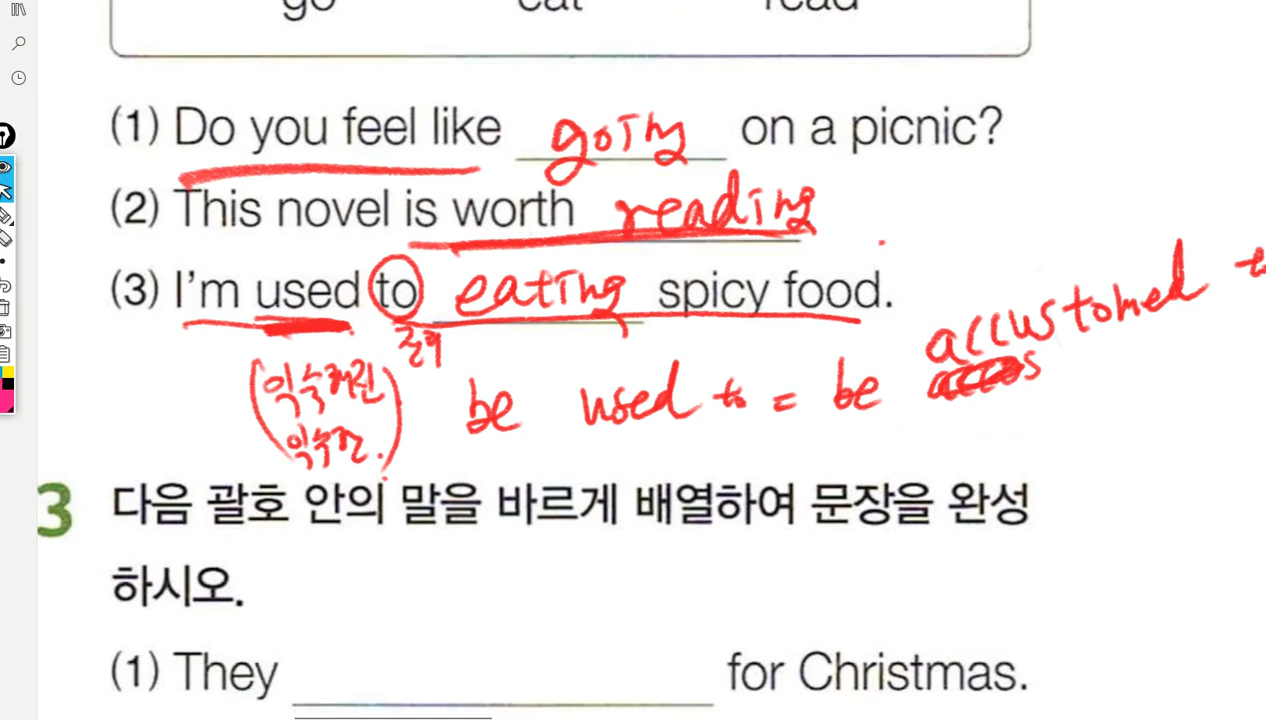 go eat read
(1) Do you feel like going on a picnic?
(2) This novel is worth reading
(3) I'm used to eating spicy food.
accustomed to
(익숙해진 be used to = be
익숙한.)
3 다음 괄호 안의 말을 바르게 배열하여 문장을 완성
하시오.
(1) They for Christmas.